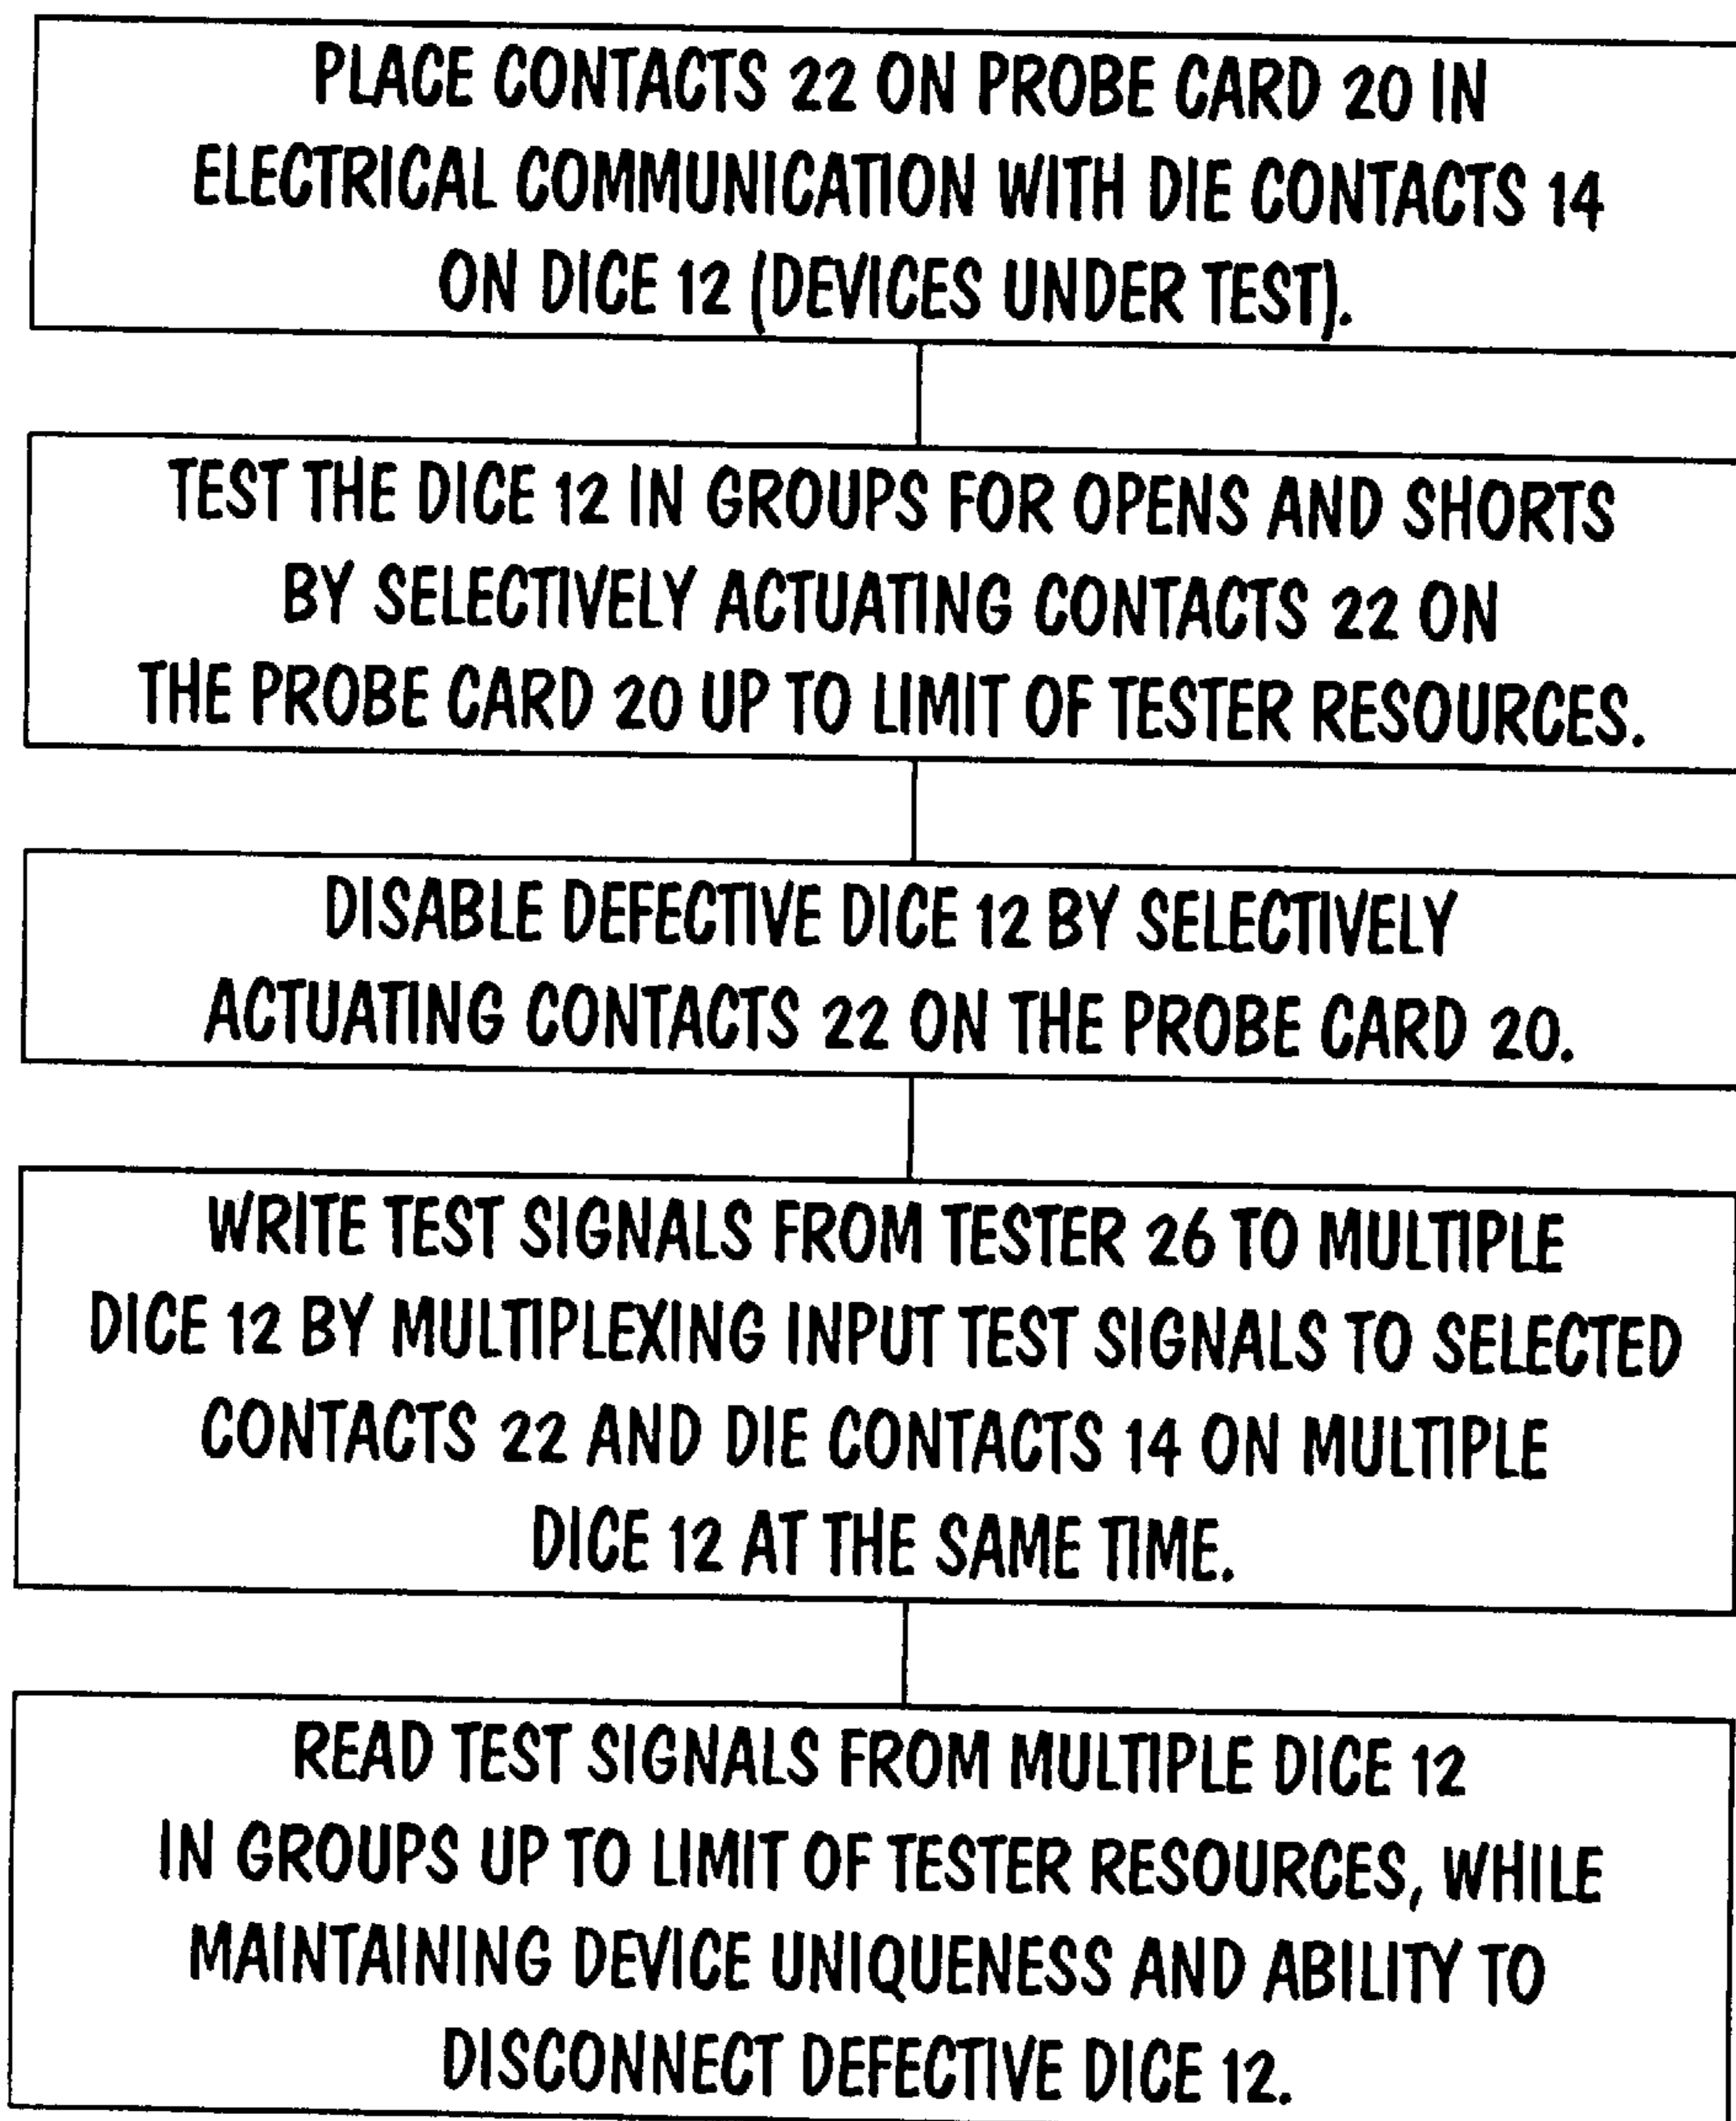 PLACE CONTACTS 22 ON PROBE CARD 20 IN
ELECTRICAL COMMUNICATION WITH DIE CONTACTS 14
ON DICE 12 (DEVICES UNDER TEST).
TEST THE DICE 12 IN GROUPS FOR OPENS AND SHORTS
BY SELECTIVELY ACTUATING CONTACTS 22 ON
THE PROBE CARD 20 UP TO LIMIT OF TESTER RESOURCES.
DISABLE DEFECTIVE DICE 12 BY SELECTIVELY
ACTUATING CONTACTS 22 ON THE PROBE CARD 20.
WRITE TEST SIGNALS FROM TESTER 26 TO MULTIPLE
DICE 12 BY MULTIPLEXING INPUT TEST SIGNALS TO SELECTED
CONTACTS 22 AND DIE CONTACTS 14 ON MULTIPLE
DICE 12 AT THE SAME TIME.
READ TEST SIGNALS FROM MULTIPLE DICE 12
IN GROUPS UP TO LIMIT OF TESTER RESOURCES, WHILE
MAINTAINING DEVICE UNIQUENESS AND ABILITY TO
DISCONNECT DEFECTIVE DICE 12.